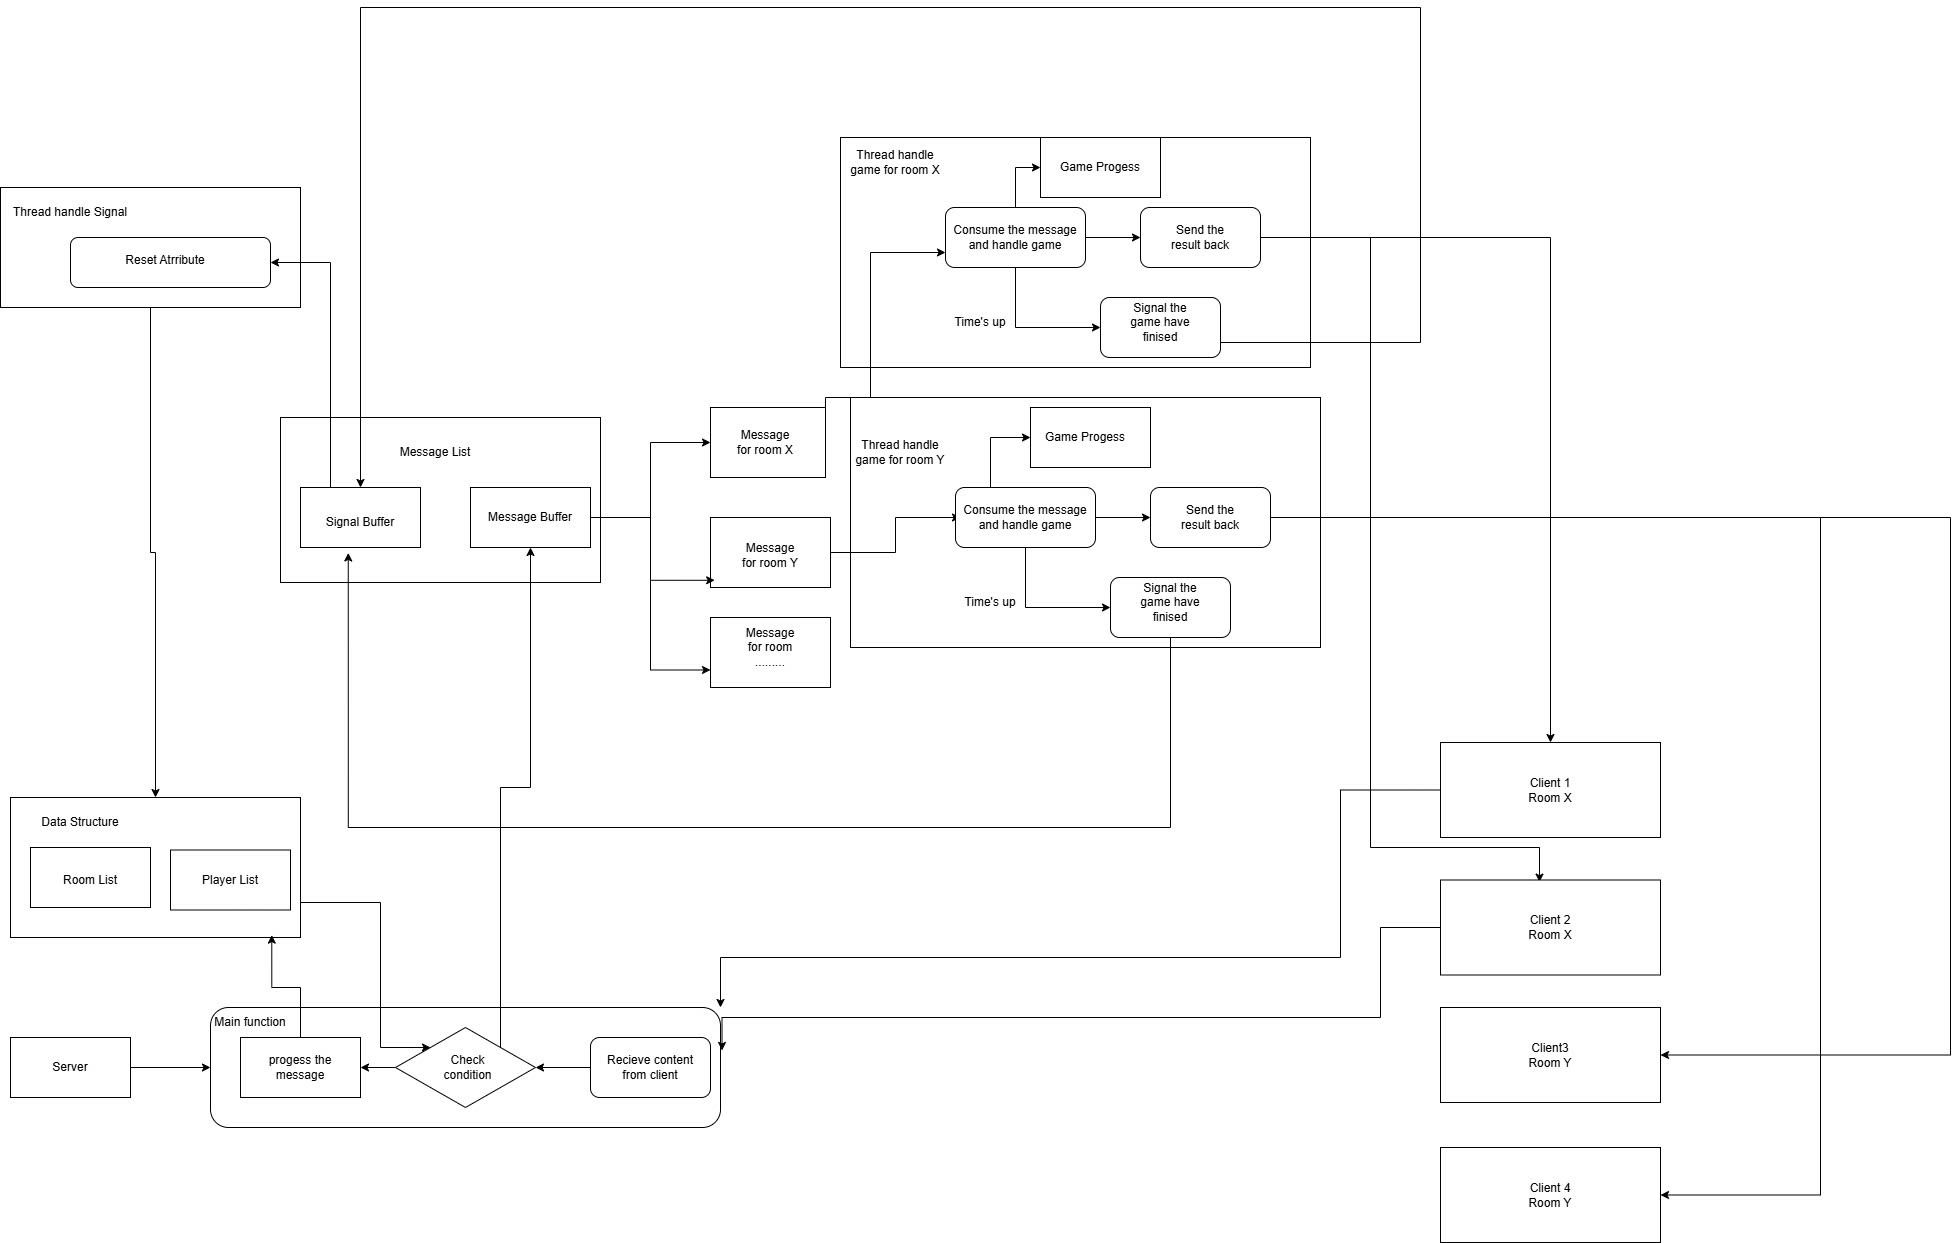 Thread handle
game for room X
Game Progess
Consume the message
and handle game
Send the
result back
Time's up
Signal the
game have
finised
Thread handle Signal
Reset Atrribute
Message List
Signal Buffer
Message Buffer
Message
for room X
Message
for room Y
Message
for room
.........
Thread handle
game for room Y
Game Progess
Consume the message
and handle game
Send the
result back
Time's up
Signal the
game have
finised
Client 1
Room X
Client 2
Room X
Client3
Room Y
Client 4
Room Y
Data Structure
Room List
Player List
Main function
Server
progess the
message
Check
condition
Recieve content
from client